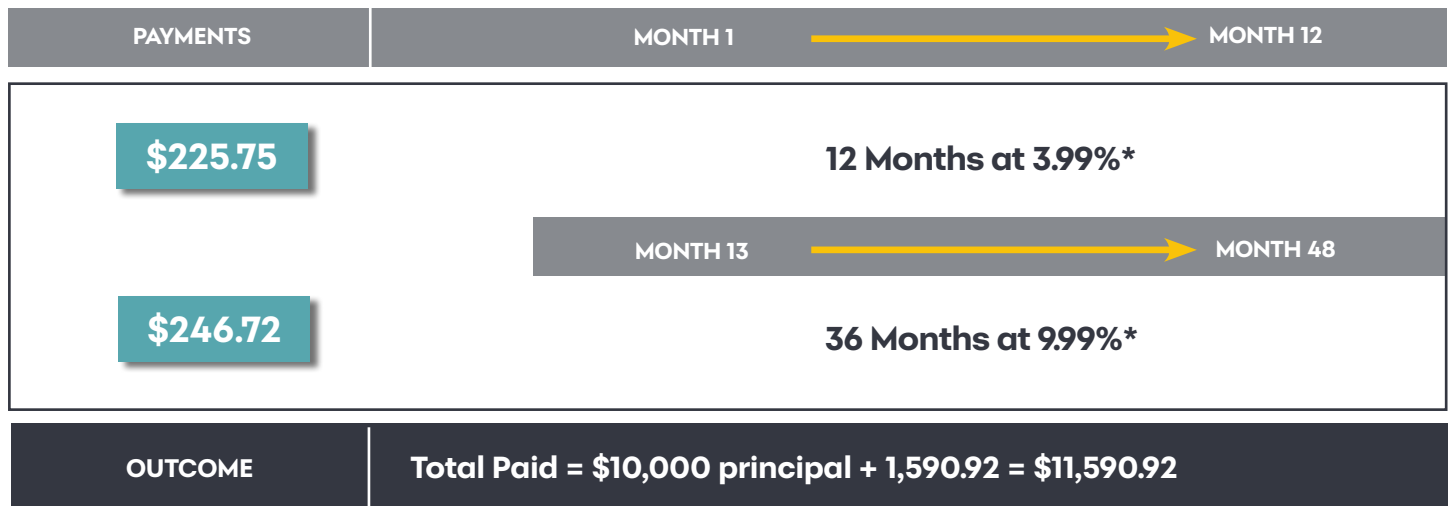 PAYMENTS
MONTH 1 MONTH 12
$225.75
12 Months at 3.99%*
MONTH 13 MONTH 48
$246.72
36 Months at 9.99%*
OUTCOME
Total Paid = $10,000 principal + 1,590.92 = $11,590.92